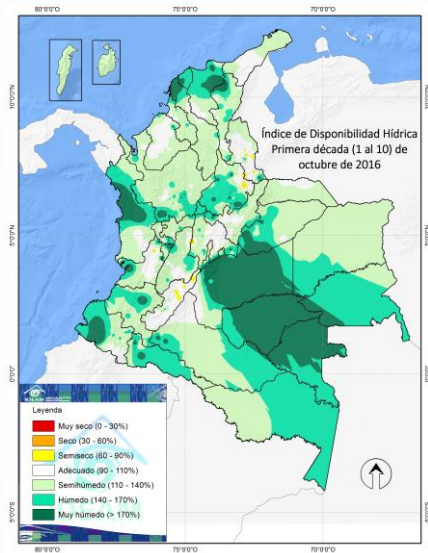 80°0'0"O 75°0'0"O 70°0'0"O
10°0'0"N
Índice de Disponibilidad Hídrica
Primera década (1 al 10) de
octubre de 2016
5°0'0"N
0°0'0"
5°0'0"S
Leyenda
Muy seco (0 - 30%)
Seco (30 - 60%)
Semiseco (60 - 90%)
Adecuado (90 - 110%)
Semihúmedo (110 - 140%)
Húmedo (140 - 170%)
Muy húmedo (> 170%)
80°0'0"O 75°0'0"O 70°0'0"O